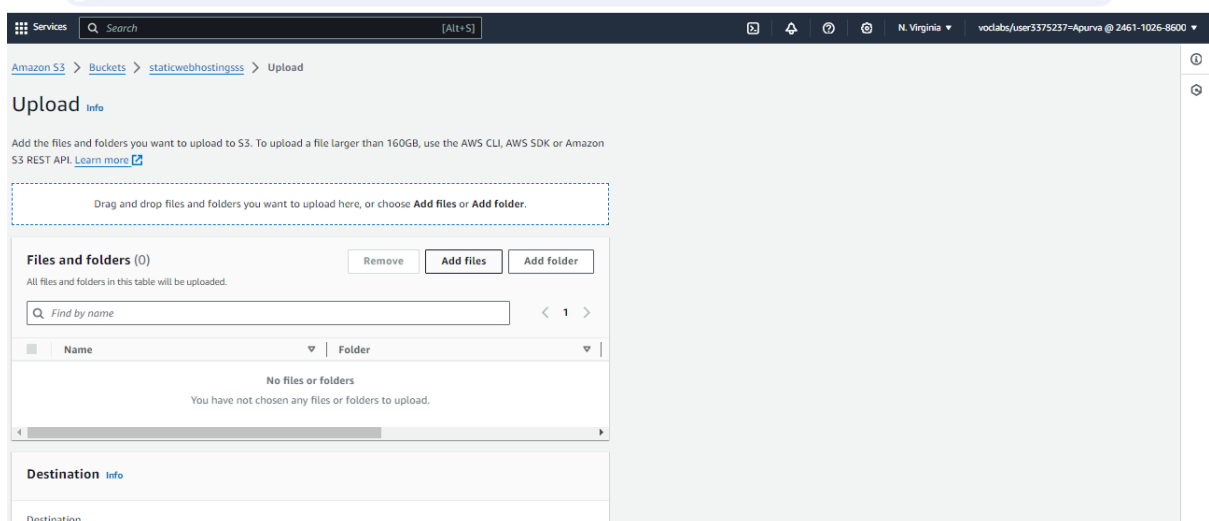 Services Search [Alt+S] N. Virginia voclabs/user3375237=Apurva @ 2461-1026-8600
Amazon S3 > Buckets > staticwebhostingsss > Upload
Upload Info
Add the files and folders you want to upload to S3. To upload a file larger than 160GB, use the AWS CLI, AWS SDK or Amazon
S3 REST API. Learn more
Drag and drop files and folders you want to upload here, or choose Add files or Add folder.
Files and folders (0) Remove Add files Add folder
All files and folders in this table will be uploaded.
Find by name < 1 >
Name Folder
No files or folders
You have not chosen any files or folders to upload.
Destination Info
Destination